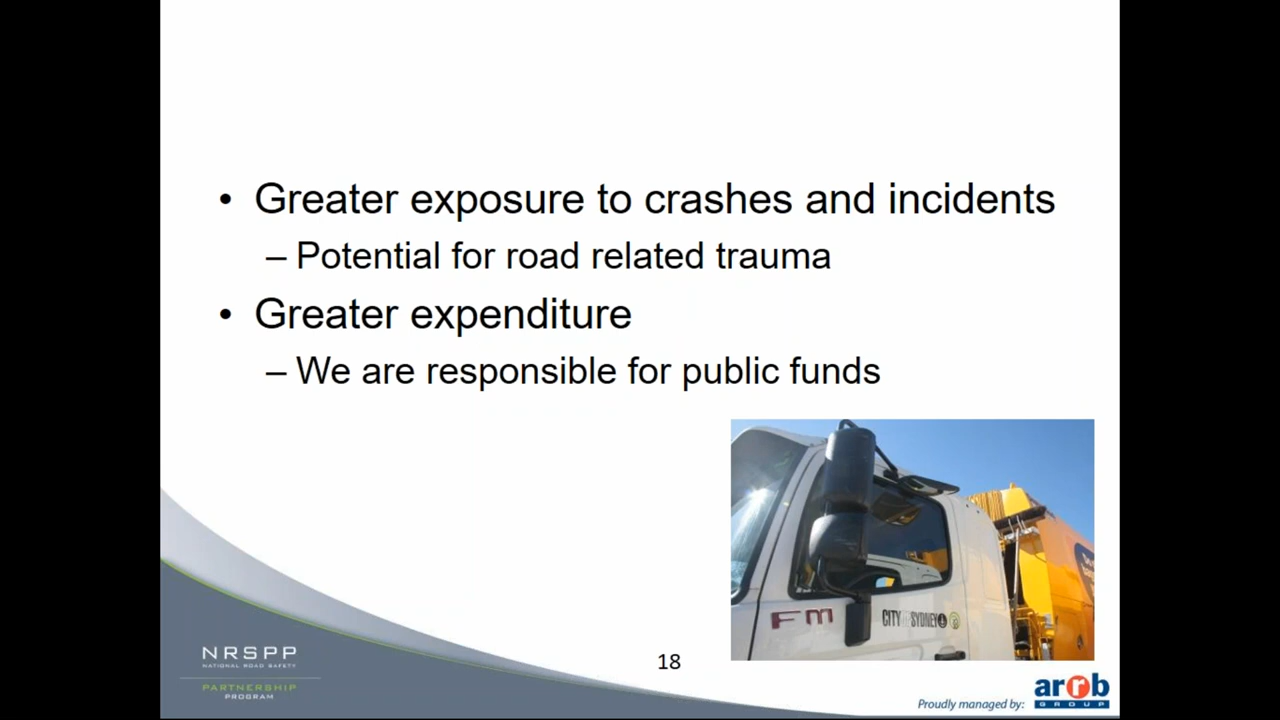 • Greater exposure to crashes and incidents
– Potential for road related trauma
• Greater expenditure
– We are responsible for public funds
FM
CITY OF SYDNEY
NRSPP
NATIONAL ROAD SAFETY
PARTNERSHIP
PROGRAM
18
Proudly managed by:
arrb
GROUP